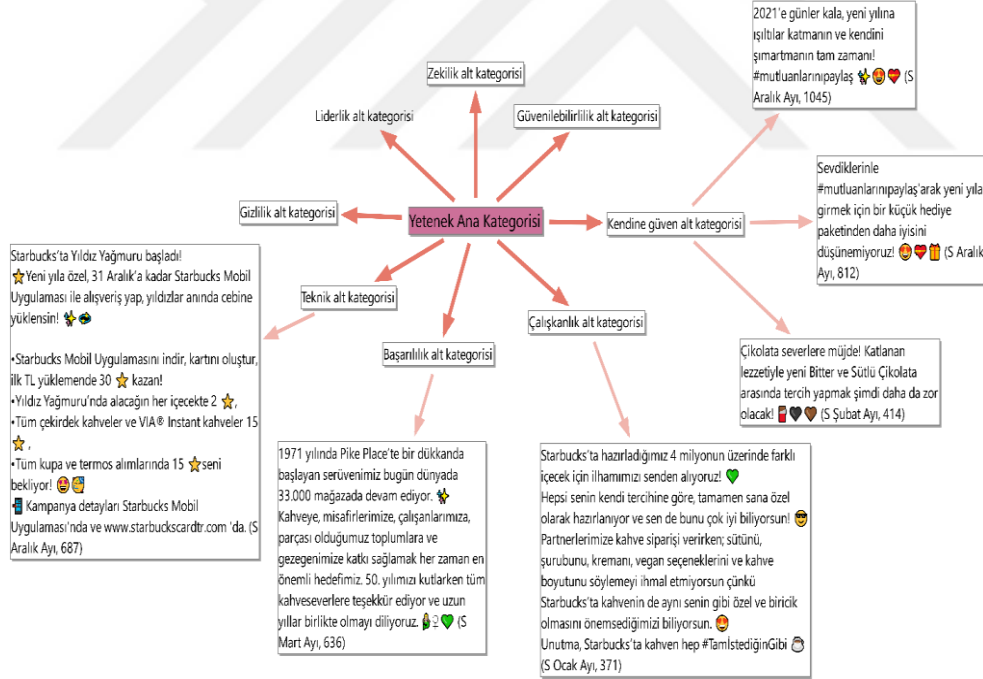 2021'e günler kala, yeni yılına
ışıltılar katmanın ve kendini
şımartmanın tam zamanı!
#mutluanlarınıpaylaş ✨😍💝 (S
Aralık Ayı, 1045)
Zekilik alt kategorisi
Liderlik alt kategorisi
Güvenilebilirlilik alt kategorisi
Gizlilik alt kategorisi
Yetenek Ana Kategorisi
Kendine güven alt kategorisi
Sevdiklerinle
#mutluanlarınıpaylaş'arak yeni yıla
girmek için bir küçük hediye
paketinden daha iyisini
düşünemiyoruz! 😍💝🎁 (S Aralık
Ayı, 812)
Teknik alt kategorisi
Çalışkanlık alt kategorisi
Başarılılık alt kategorisi
Starbucks'ta Yıldız Yağmuru başladı!
⭐Yeni yıla özel, 31 Aralık'a kadar Starbucks Mobil
Uygulaması ile alışveriş yap, yıldızlar anında cebine
yüklensin! ✨
•Starbucks Mobil Uygulamasını indir, kartını oluştur,
ilk TL yüklemende 30 ⭐ kazan!
•Yıldız Yağmuru'nda alacağın her içecekte 2 ⭐,
•Tüm çekirdek kahveler ve VIA® Instant kahveler 15
⭐ ,
•Tüm kupa ve termos alımlarında 15 ⭐seni
bekliyor! 😍
Kampanya detayları Starbucks Mobil
Uygulaması'nda ve www.starbuckscardtr.com 'da. (S
Aralık Ayı, 687)
Çikolata severlere müjde! Katlanan
lezzetiyle yeni Bitter ve Sütlü Çikolata
arasında tercih yapmak şimdi daha da zor
olacak! 🖤🤎 (S Şubat Ayı, 414)
1971 yılında Pike Place'te bir dükkanda
başlayan serüvenimiz bugün dünyada
33.000 mağazada devam ediyor. ✨
Kahveye, misafirlerimize, çalışanlarımıza,
parçası olduğumuz toplumlara ve
gezegenimize katkı sağlamak her zaman en
önemli hedefimiz. 50. yılımızı kutlarken tüm
kahveseverlere teşekkür ediyor ve uzun
yıllar birlikte olmayı diliyoruz. 💚 (S
Mart Ayı, 636)
Starbucks'ta hazırladığımız 4 milyonun üzerinde farklı
içecek için ilhamımızı senden alıyoruz! 💚
Hepsi senin kendi tercihine göre, tamamen sana özel
olarak hazırlanıyor ve sen de bunu çok iyi biliyorsun! 😎
Partnerlerimize kahve siparişi verirken; sütünü,
şurubunu, kremanı, vegan seçeneklerini ve kahve
boyutunu söylemeyi ihmal etmiyorsun çünkü
Starbucks'ta kahvenin de aynı senin gibi özel ve biricik
olmasını önemsediğimizi biliyorsun. 😍
Unutma, Starbucks'ta kahven hep #TamİstediğinGibi ☕
(S Ocak Ayı, 371)